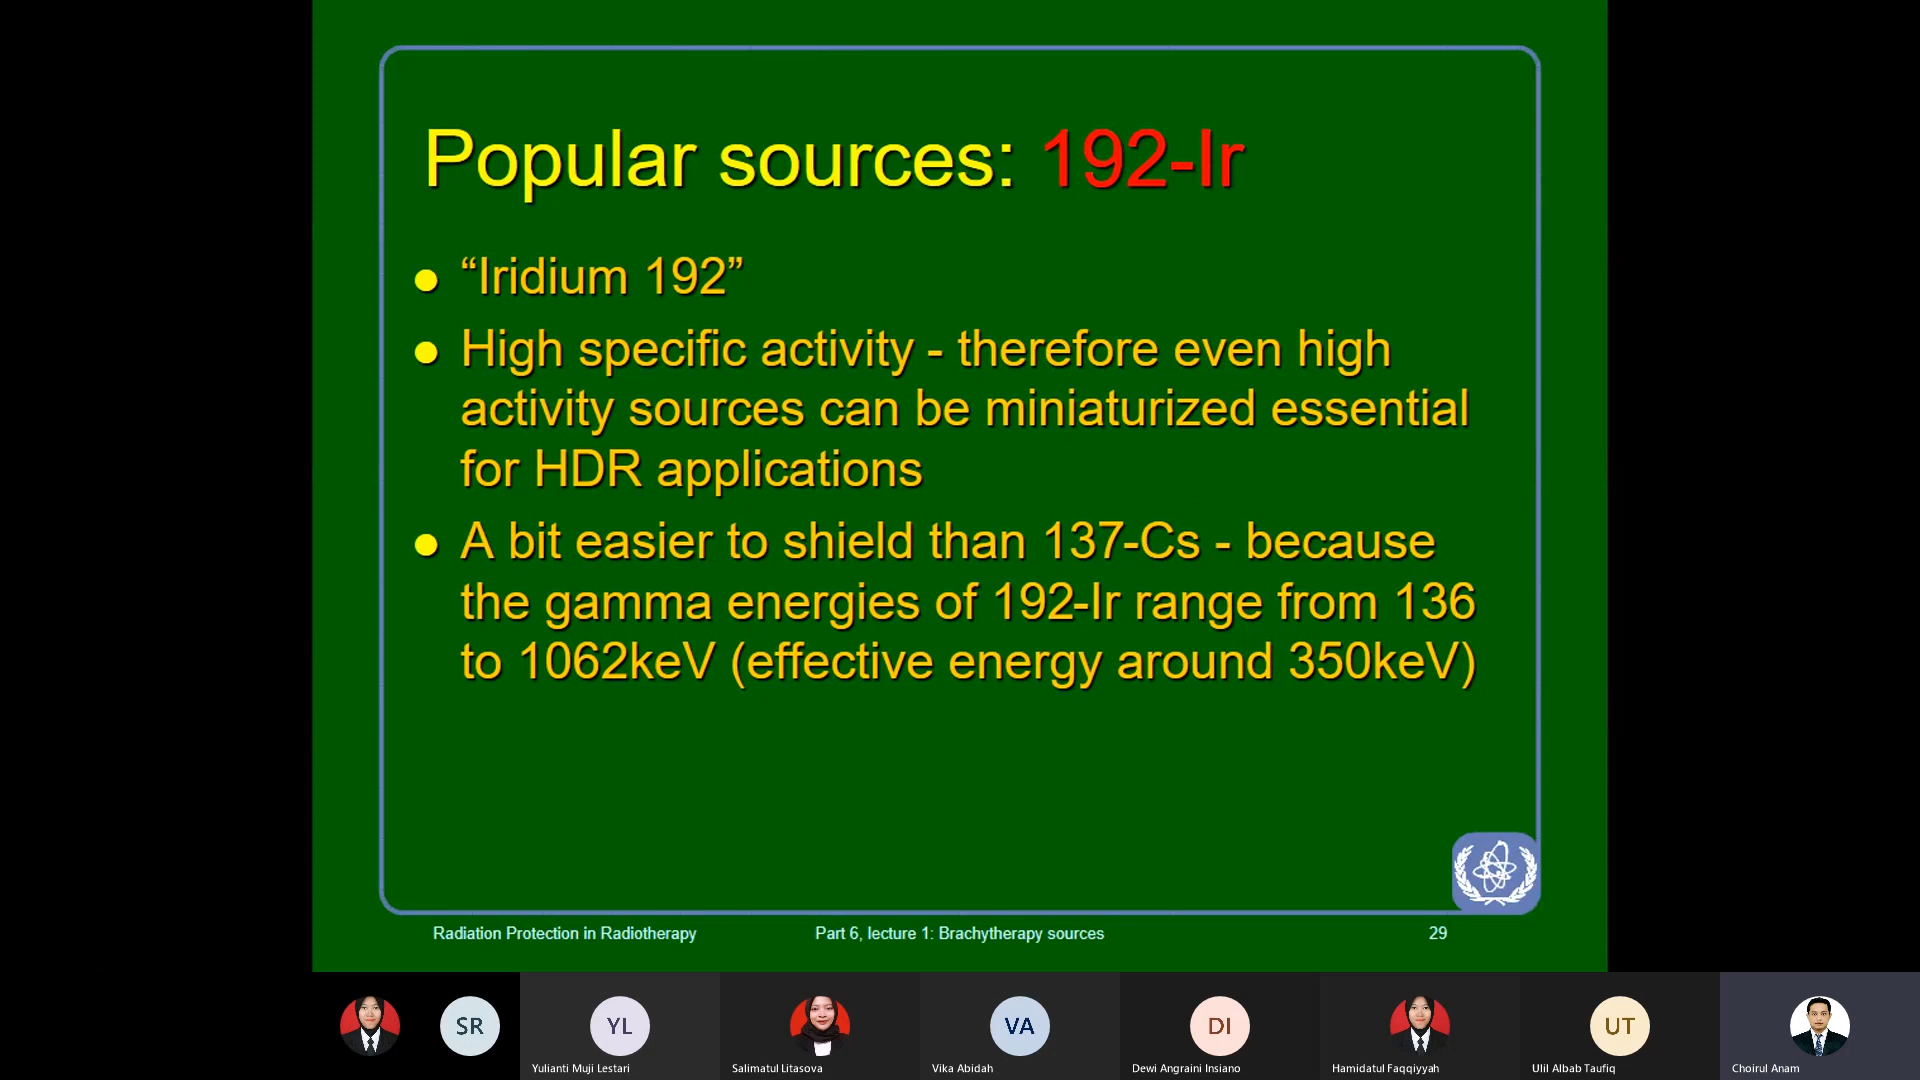 Popular sources: 192-Ir
“Iridium 192”
High specific activity - therefore even high
activity sources can be miniaturized essential
for HDR applications
A bit easier to shield than 137-Cs - because
the gamma energies of 192-Ir range from 136
to 1062keV (effective energy around 350keV)
Radiation Protection in Radiotherapy
Part 6, lecture 1: Brachytherapy sources
29
SR
YL
VA
DI
UT
Yulianti Muji Lestari
Salimatul Litasova
Vika Abidah
Dewi Angraini Insiano
Hamidatul Faqqiyyah
Ulil Albab Taufiq
Choirul Anam